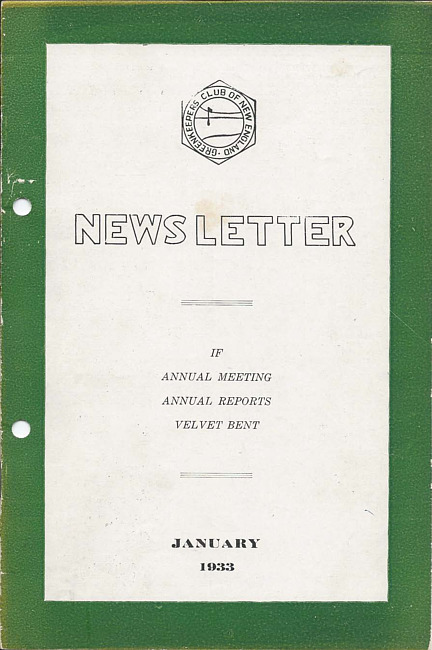 GREENKEEPERS CLUB OF NEW ENGLAND
NEWS LETTER
IF
ANNUAL MEETING
ANNUAL REPORTS
VELVET BENT
JANUARY
1933